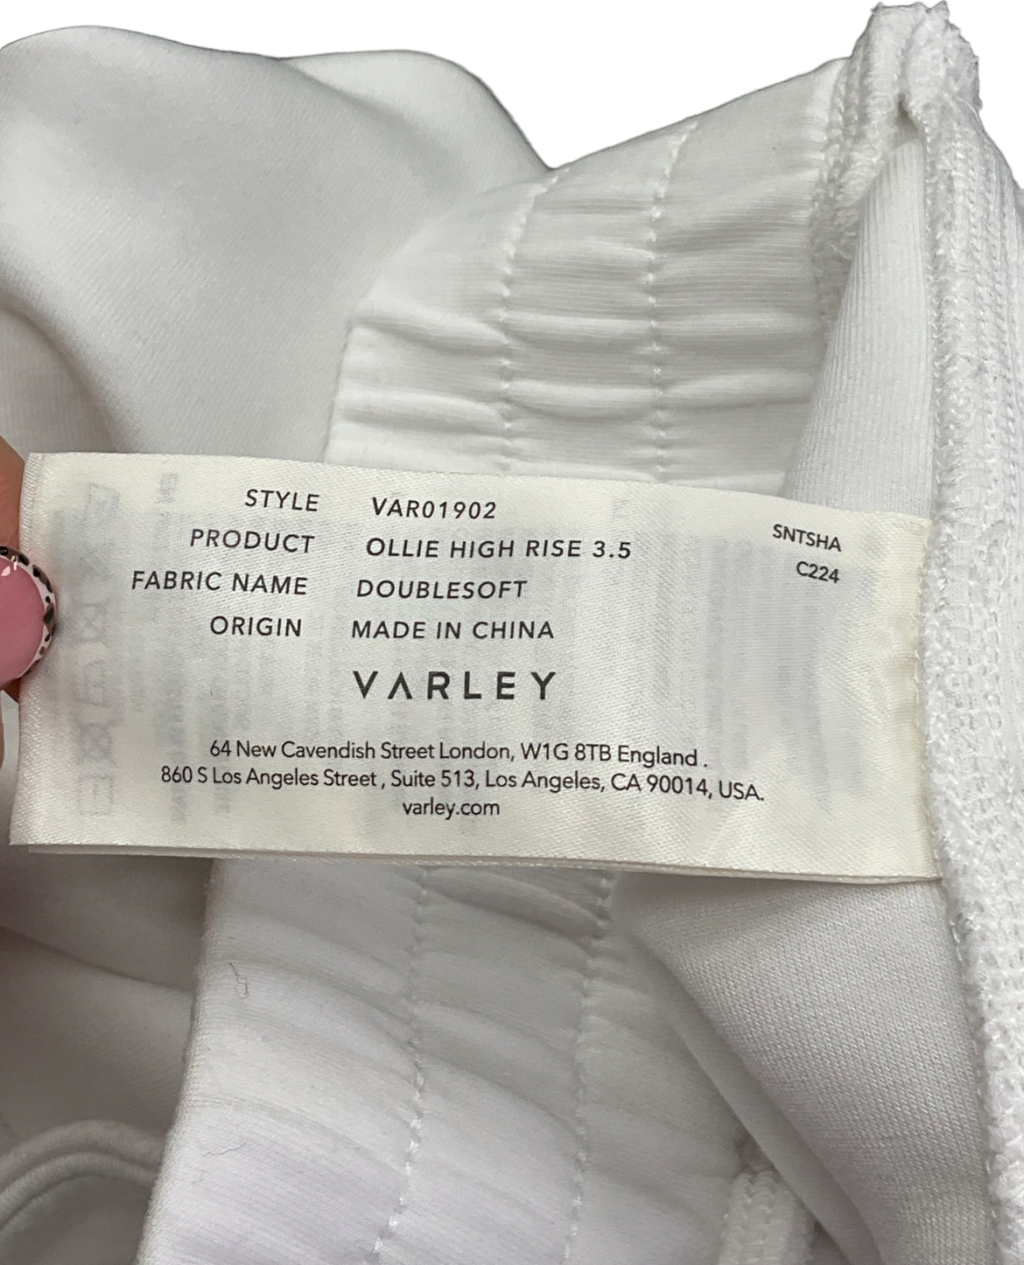 STYLE VAR01902
PRODUCT OLLIE HIGH RISE 3.5
FABRIC NAME DOUBLESOFT
ORIGIN MADE IN CHINA
SNTSHA
C224
VARLEY
64 New Cavendish Street London, W1G 8TB England .
860 S Los Angeles Street , Suite 513, Los Angeles, CA 90014, USA.
varley.com